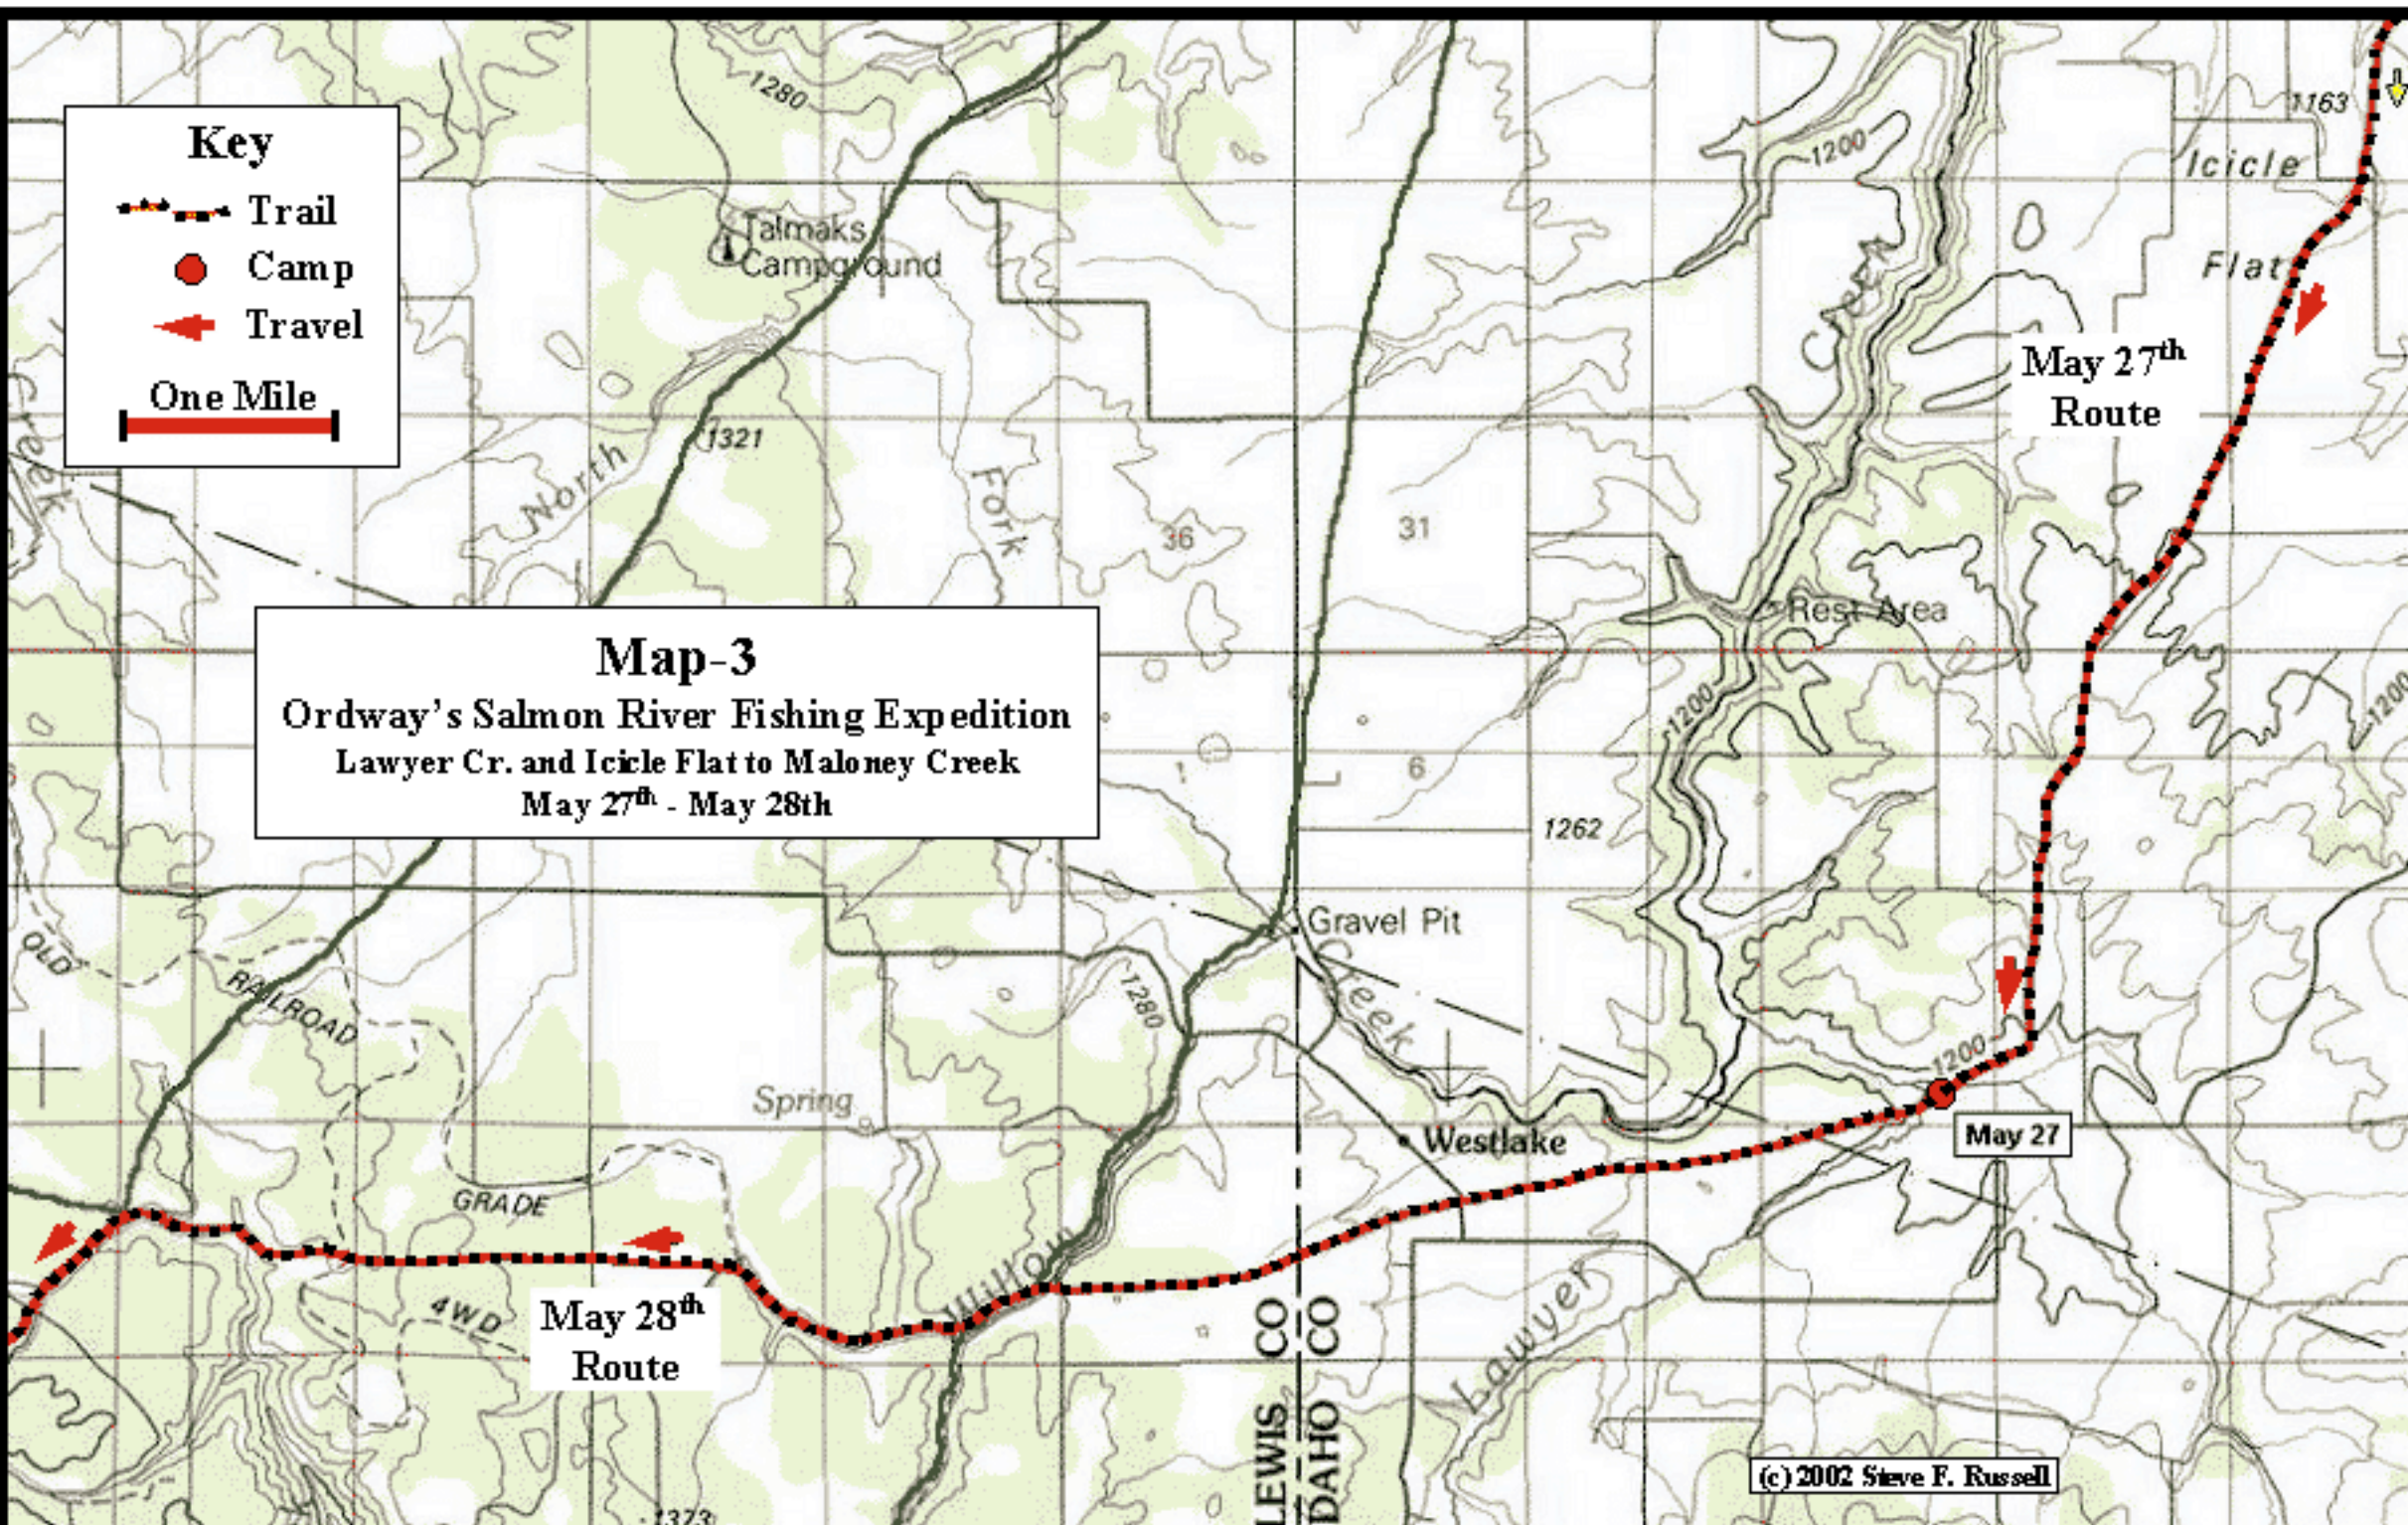 Key
Trail
Camp
Travel
One Mile
1280
Talmaks
Campground
1321
North
Fork
Creek
36
31
1200
Creek
1163
Icicle
Flat
May 27th
Route
Rest Area
1200
1200
Map-3
Ordway's Salmon River Fishing Expedition
Lawyer Cr. and Icicle Flat to Maloney Creek
May 27th - May 28th
6
1262
Gravel Pit
Creek
OLD
RAILROAD
GRADE
1280
Spring
Westlake
1200
May 27
Willow
4WD
May 28th
Route
Lawyer
LEWIS CO
IDAHO CO
1373
(c) 2002 Steve F. Russell